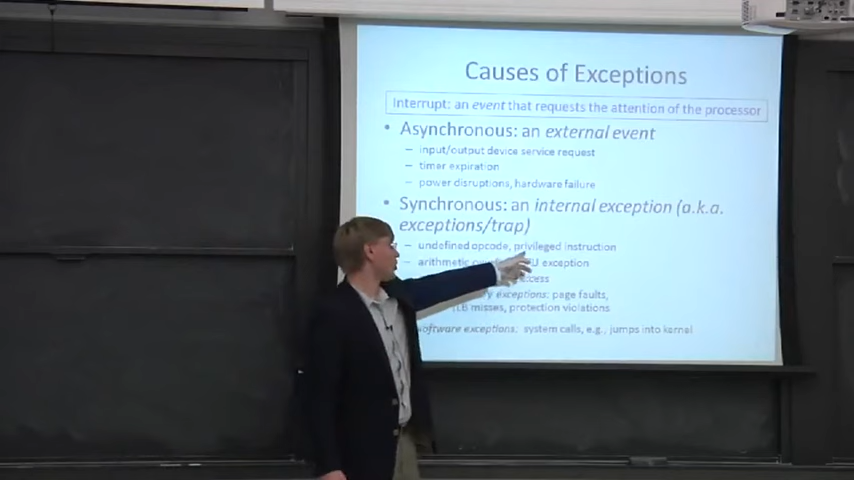 Causes of Exceptions
Interrupt: an event that requests the attention of the processor
• Asynchronous: an external event
– input/output device service request
– timer expiration
– power disruptions, hardware failure
• Synchronous: an internal exception (a.k.a.
exceptions/trap)
– undefined opcode, privileged instruction
– arithmetic U exception
exceptions: page faults,
TLB misses, protection violations
software exceptions: system calls, e.g., jumps into kernel